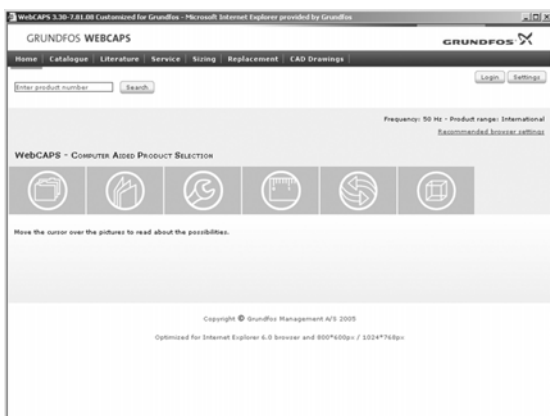 WebCAPS 3.30-7.01.00 Customized for Grundfos - Microsoft Internet Explorer provided by Grundfos
GRUNDFOS WEBCAPS
GRUNDFOS
Home | Catalogue | Literature | Service | Sizing | Replacement | CAD Drawings |
Login Settings
Enter product number Search
Frequency: 50 Hz - Product range: International
Recommended browser settings
WebCAPS - Computer Aided Product Selection
Move the cursor over the pictures to read about the possibilities.
Copyright © Grundfos Management A/S 2005
Optimized for Internet Explorer 6.0 browser and 800*600px / 1024*768px